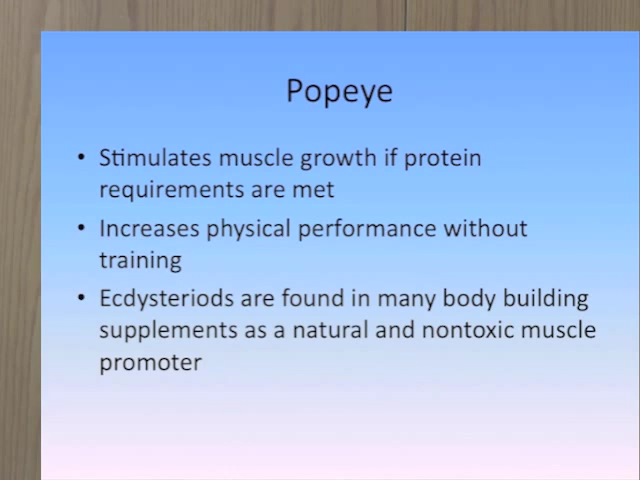 Popeye
• Stimulates muscle growth if protein
requirements are met
• Increases physical performance without
training
• Ecdysteriods are found in many body building
supplements as a natural and nontoxic muscle
promoter